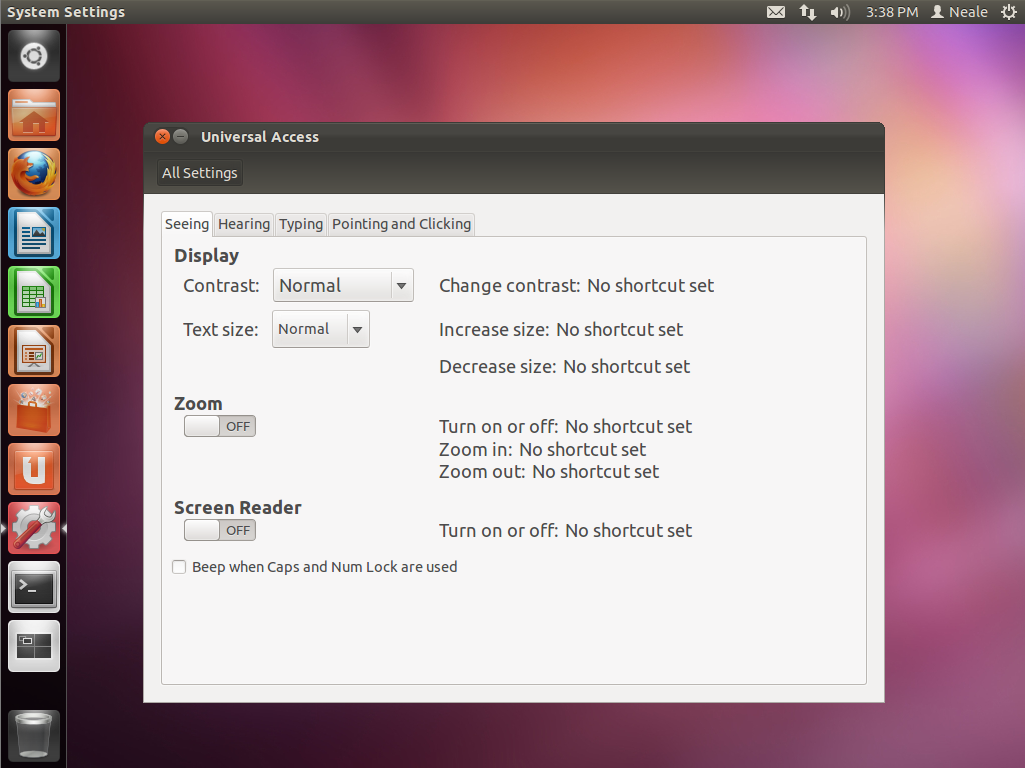 System Settings 3:38 PM Neale
Universal Access
All Settings
Seeing Hearing Typing Pointing and Clicking
Display
Contrast: Normal Change contrast: No shortcut set
Text size: Normal Increase size: No shortcut set
Decrease size: No shortcut set
Zoom
OFF Turn on or off: No shortcut set
Zoom in: No shortcut set
Zoom out: No shortcut set
Screen Reader
OFF Turn on or off: No shortcut set
Beep when Caps and Num Lock are used